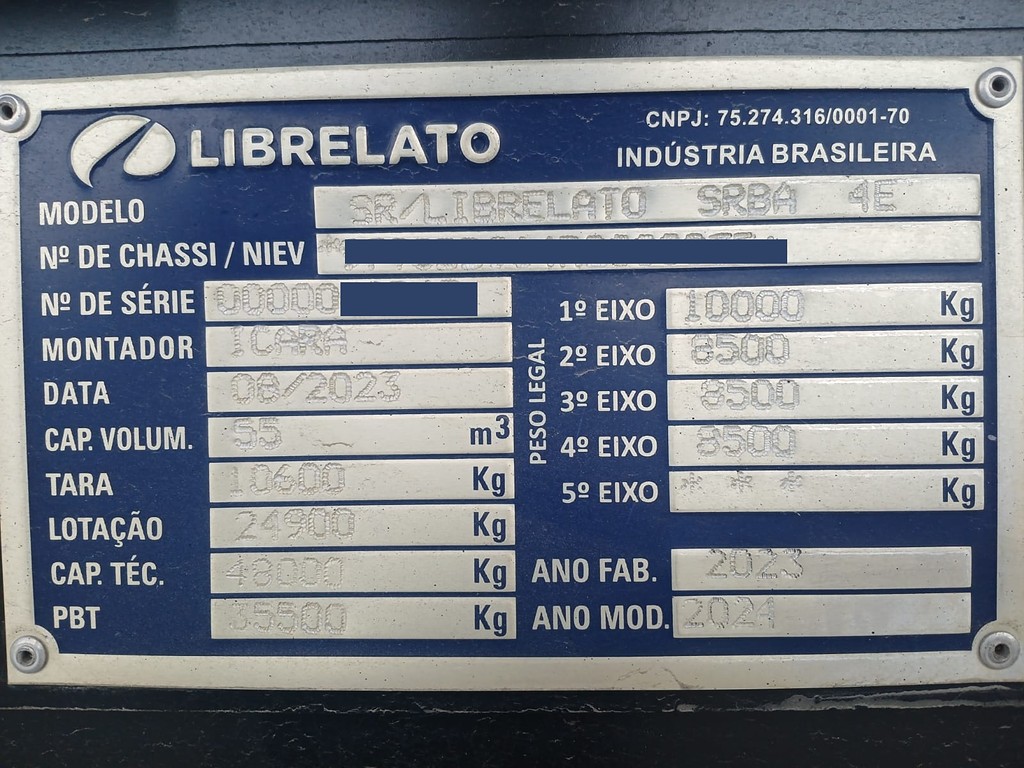 LIBRELATO
CNPJ: 75.274.316/0001-70
INDÚSTRIA BRASILEIRA
MODELO SR/LIBRELATO SRBA 4E
Nº DE CHASSI / NIEV
Nº DE SÉRIE 00000
MONTADOR ICARA
DATA 08/2023
CAP. VOLUM. 55 m3
TARA 10600 Kg
LOTAÇÃO 24900 Kg
CAP. TÉC. 48000 Kg
PBT 35500 Kg
PESO LEGAL
1º EIXO 10000 Kg
2º EIXO 8500 Kg
3º EIXO 8500 Kg
4º EIXO 8500 Kg
5º EIXO * * * Kg
ANO FAB. 2023
ANO MOD. 2024